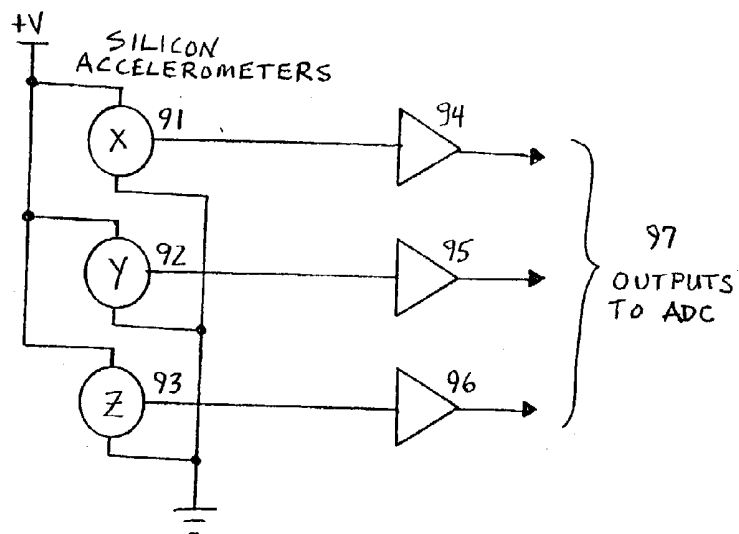 +V
SILICON
ACCELEROMETERS
X
91
94
Y
92
95
97
OUTPUTS
TO ADC
Z
93
96